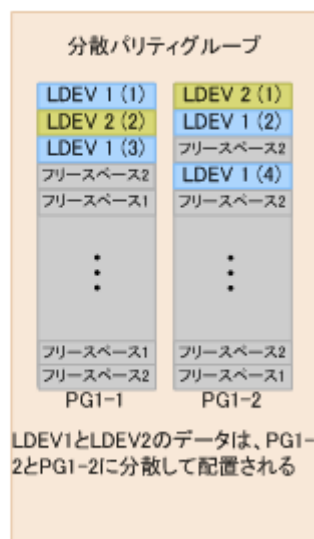 分散パリティグループ
LDEV 1 (1)
LDEV 2 (2)
LDEV 1 (3)
フリースペース2
フリースペース1
フリースペース1
フリースペース2
PG1-1
LDEV 2 (1)
LDEV 1 (2)
フリースペース2
LDEV 1 (4)
フリースペース1
フリースペース2
フリースペース1
PG1-2
LDEV1とLDEV2のデータは、PG1-
2とPG1-2に分散して配置される